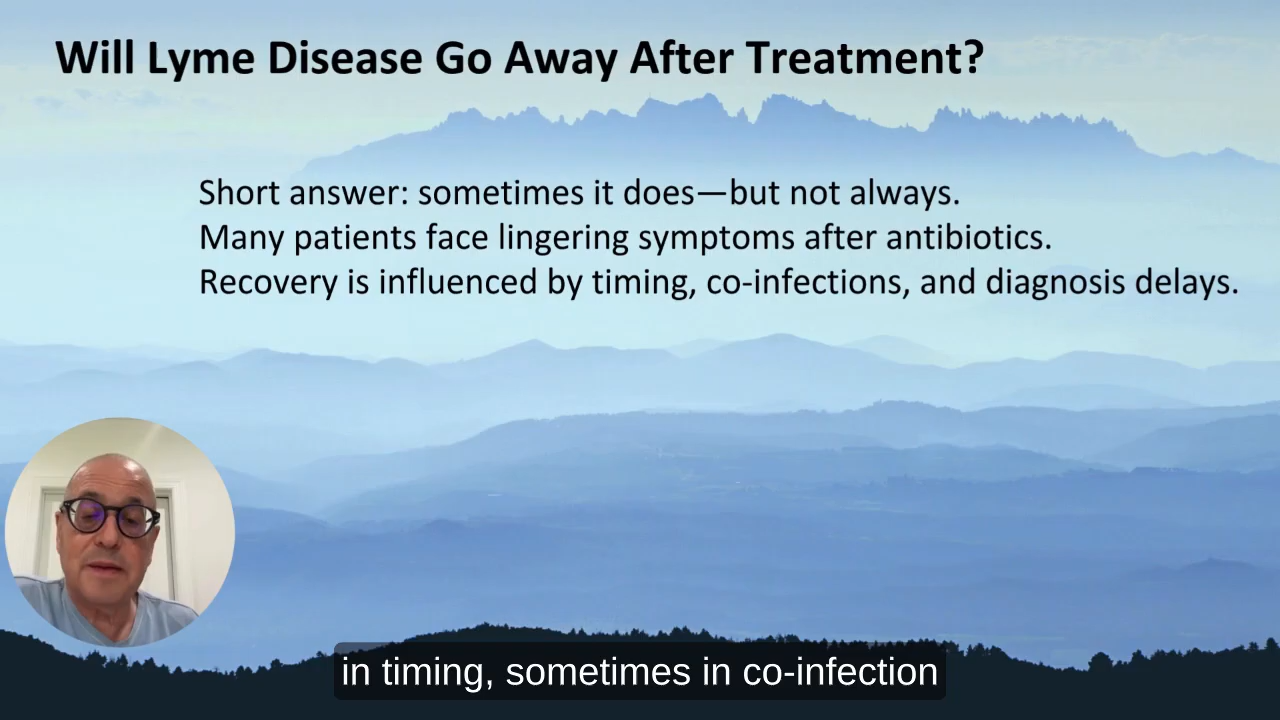 Will Lyme Disease Go Away After Treatment?
Short answer: sometimes it does—but not always.
Many patients face lingering symptoms after antibiotics.
Recovery is influenced by timing, co-infections, and diagnosis delays.
in timing, sometimes in co-infection